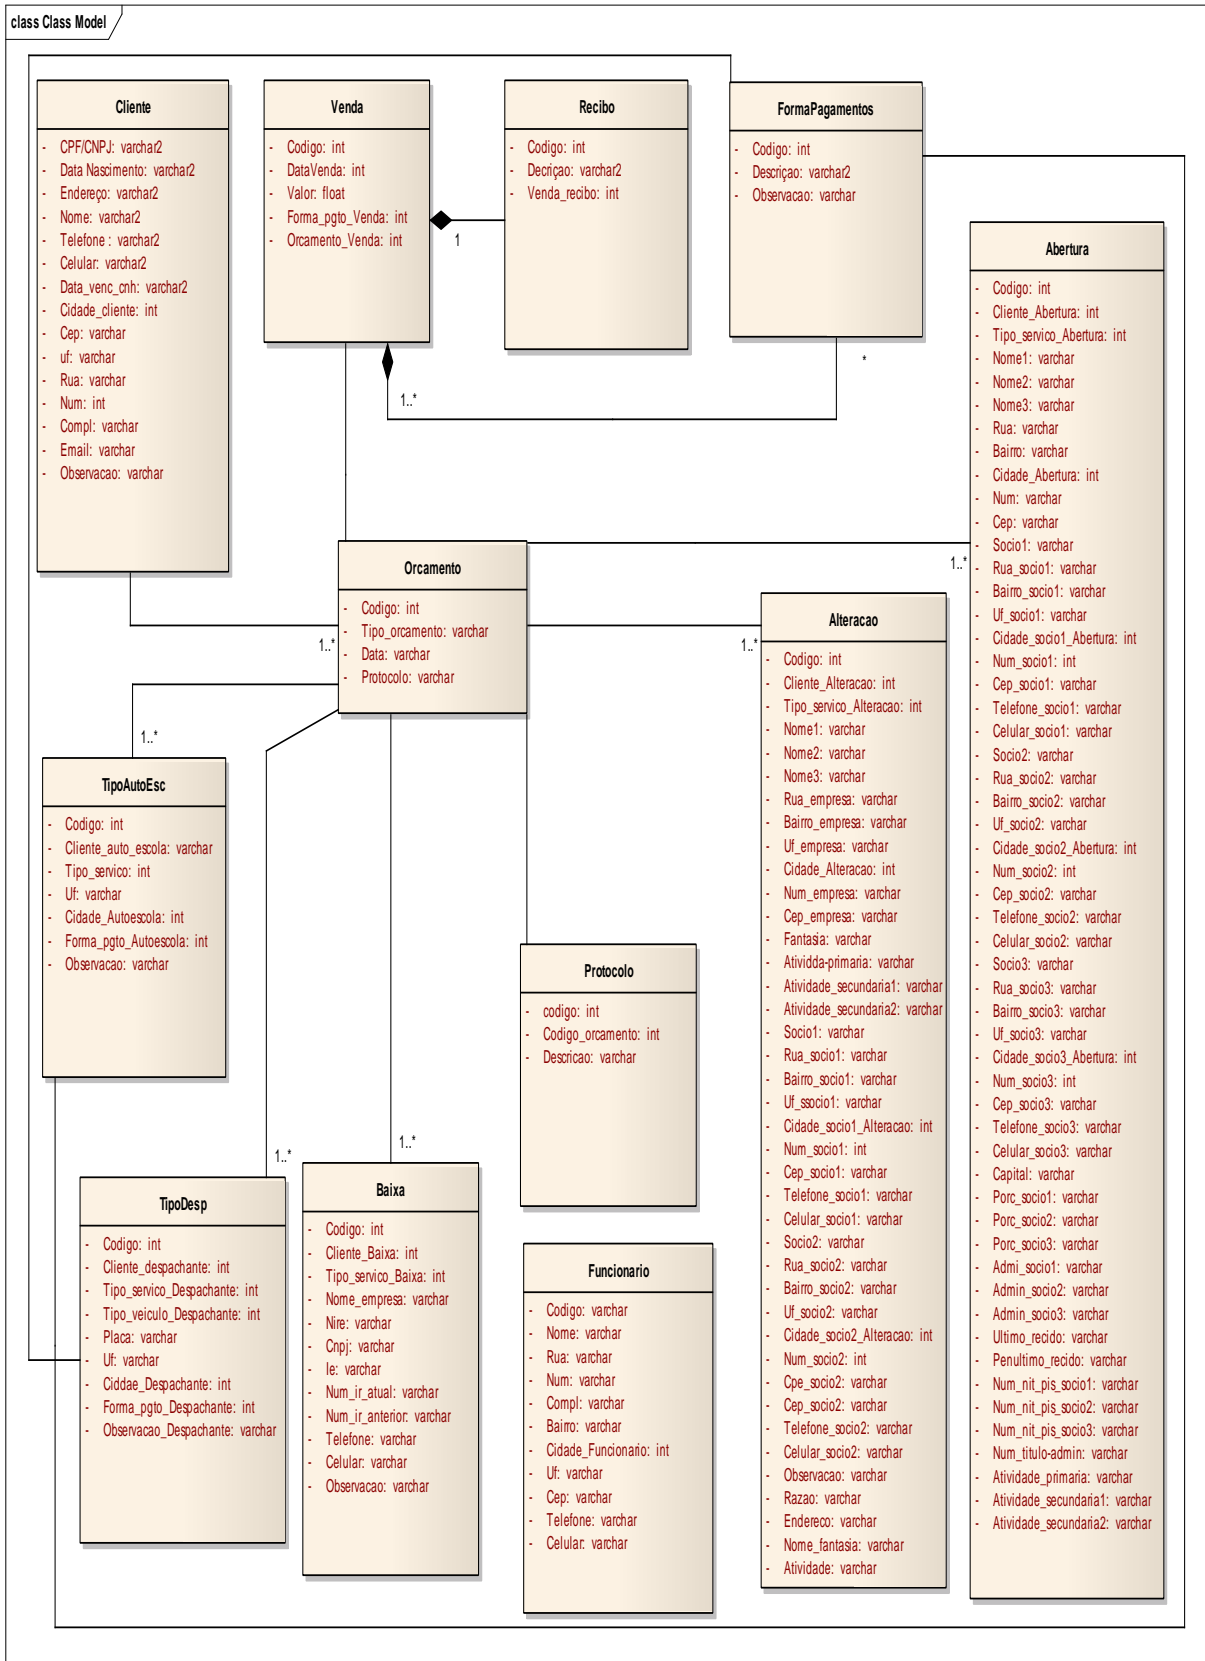 class Class Model
Cliente
- CPF/CNPJ: varchar2
- Data Nascimento: varchar2
- Endereço: varchar2
- Nome: varchar2
- Telefone : varchar2
- Celular: varchar2
- Data_venc_cnh: varchar2
- Cidade_cliente: int
- Cep: varchar
- uf: varchar
- Rua: varchar
- Num: int
- Compl: varchar
- Email: varchar
- Observacao: varchar
Venda
- Codigo: int
- DataVenda: int
- Valor: float
- Forma_pgto_Venda: int
- Orcamento_Venda: int
1
1..*
Recibo
- Codigo: int
- Decriçao: varchar2
- Venda_recibo: int
FormaPagamentos
- Codigo: int
- Descriçao: varchar2
- Observacao: varchar
*
Abertura
- Codigo: int
- Cliente_Abertura: int
- Tipo_servico_Abertura: int
- Nome1: varchar
- Nome2: varchar
- Nome3: varchar
- Rua: varchar
- Bairro: varchar
- Cidade_Abertura: int
- Num: varchar
- Cep: varchar
- Socio1: varchar
- Rua_socio1: varchar
- Bairro_socio1: varchar
- Uf_socio1: varchar
- Cidade_socio1_Abertura: int
- Num_socio1: int
- Cep_socio1: varchar
- Telefone_socio1: varchar
- Celular_socio1: varchar
- Socio2: varchar
- Rua_socio2: varchar
- Bairro_socio2: varchar
- Uf_socio2: varchar
- Cidade_socio2_Abertura: int
- Num_socio2: int
- Cep_socio2: varchar
- Telefone_socio2: varchar
- Celular_socio2: varchar
- Socio3: varchar
- Rua_socio3: varchar
- Bairro_socio3: varchar
- Uf_socio3: varchar
- Cidade_socio3_Abertura: int
- Num_socio3: int
- Cep_socio3: varchar
- Telefone_socio3: varchar
- Celular_socio3: varchar
- Capital: varchar
- Porc_socio1: varchar
- Porc_socio2: varchar
- Porc_socio3: varchar
- Admi_socio1: varchar
- Admin_socio2: varchar
- Admin_socio3: varchar
- Ultimo_recido: varchar
- Penultimo_recido: varchar
- Num_nit_pis_socio1: varchar
- Num_nit_pis_socio2: varchar
- Num_nit_pis_socio3: varchar
- Num_titulo-admin: varchar
- Atividade_primaria: varchar
- Atividade_secundaria1: varchar
- Atividade_secundaria2: varchar
1..*
Orcamento
- Codigo: int
- Tipo_orcamento: varchar
- Data: varchar
- Protocolo: varchar
1..*
1..*
Alteracao
- Codigo: int
- Cliente_Alteracao: int
- Tipo_servico_Alteracao: int
- Nome1: varchar
- Nome2: varchar
- Nome3: varchar
- Rua_empresa: varchar
- Bairro_empresa: varchar
- Uf_empresa: varchar
- Cidade_Alteracao: int
- Num_empresa: varchar
- Cep_empresa: varchar
- Fantasia: varchar
- Atividda-primaria: varchar
- Atividade_secundaria1: varchar
- Atividade_secundaria2: varchar
- Socio1: varchar
- Rua_socio1: varchar
- Bairro_socio1: varchar
- Uf_ssocio1: varchar
- Cidade_socio1_Alteracao: int
- Num_socio1: int
- Cep_socio1: varchar
- Telefone_socio1: varchar
- Celular_socio1: varchar
- Socio2: varchar
- Rua_socio2: varchar
- Bairro_socio2: varchar
- Uf_socio2: varchar
- Cidade_socio2_Alteracao: int
- Num_socio2: int
- Cpe_socio2: varchar
- Cep_socio2: varchar
- Telefone_socio2: varchar
- Celular_socio2: varchar
- Observacao: varchar
- Razao: varchar
- Endereco: varchar
- Nome_fantasia: varchar
- Atividade: varchar
1..*
TipoAutoEsc
- Codigo: int
- Cliente_auto_escola: varchar
- Tipo_servico: int
- Uf: varchar
- Cidade_Autoescola: int
- Forma_pgto_Autoescola: int
- Observacao: varchar
Protocolo
- codigo: int
- Codigo_orcamento: int
- Descricao: varchar
1..*
TipoDesp
- Codigo: int
- Cliente_despachante: int
- Tipo_servico_Despachante: int
- Tipo_veiculo_Despachante: int
- Placa: varchar
- Uf: varchar
- Ciddae_Despachante: int
- Forma_pgto_Despachante: int
- Observacao_Despachante: varchar
1..*
Baixa
- Codigo: int
- Cliente_Baixa: int
- Tipo_servico_Baixa: int
- Nome_empresa: varchar
- Nire: varchar
- Cnpj: varchar
- Ie: varchar
- Num_ir_atual: varchar
- Num_ir_anterior: varchar
- Telefone: varchar
- Celular: varchar
- Observacao: varchar
Funcionario
- Codigo: varchar
- Nome: varchar
- Rua: varchar
- Num: varchar
- Compl: varchar
- Bairro: varchar
- Cidade_Funcionario: int
- Uf: varchar
- Cep: varchar
- Telefone: varchar
- Celular: varchar